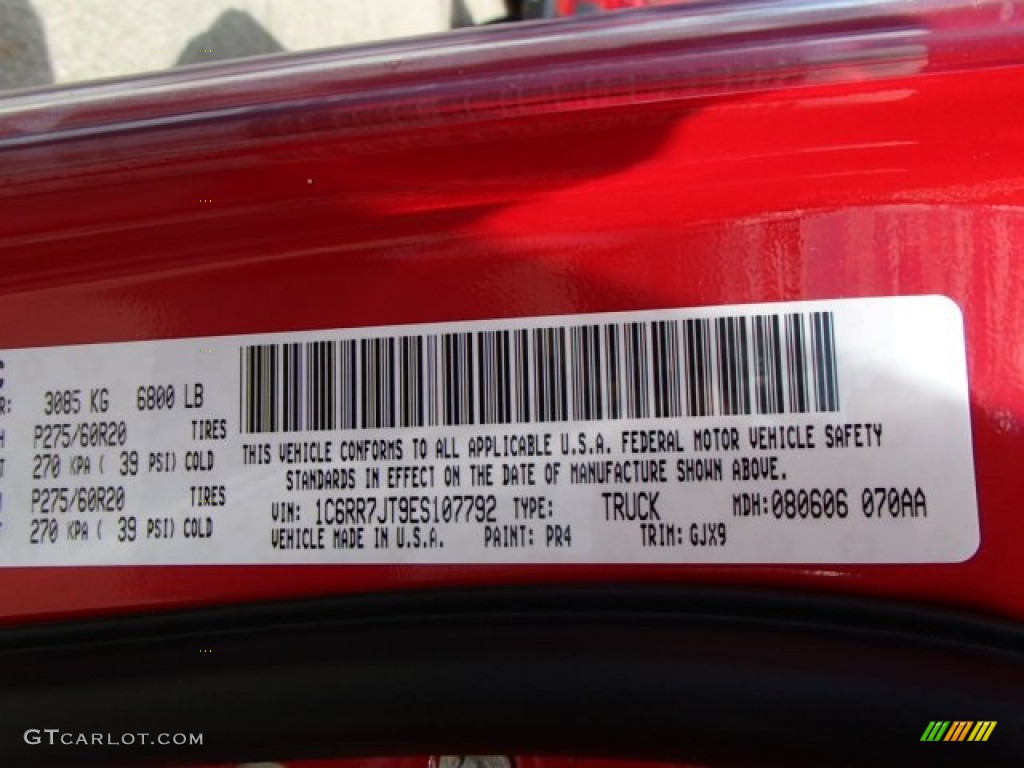 C
R: 3085 KG 6800 LB
P275/60R20 TIRES
270 KPA ( 39 PSI) COLD
P275/60R20 TIRES
270 KPA ( 39 PSI) COLD
THIS VEHICLE CONFORMS TO ALL APPLICABLE U.S.A. FEDERAL MOTOR VEHICLE SAFETY
STANDARDS IN EFFECT ON THE DATE OF MANUFACTURE SHOWN ABOVE.
VIN: 1C6RR7JT9ES107792 TYPE: TRUCK MDH:080606 070AA
VEHICLE MADE IN U.S.A. PAINT: PR4 TRIM: GJX9
GTCARLOT.COM